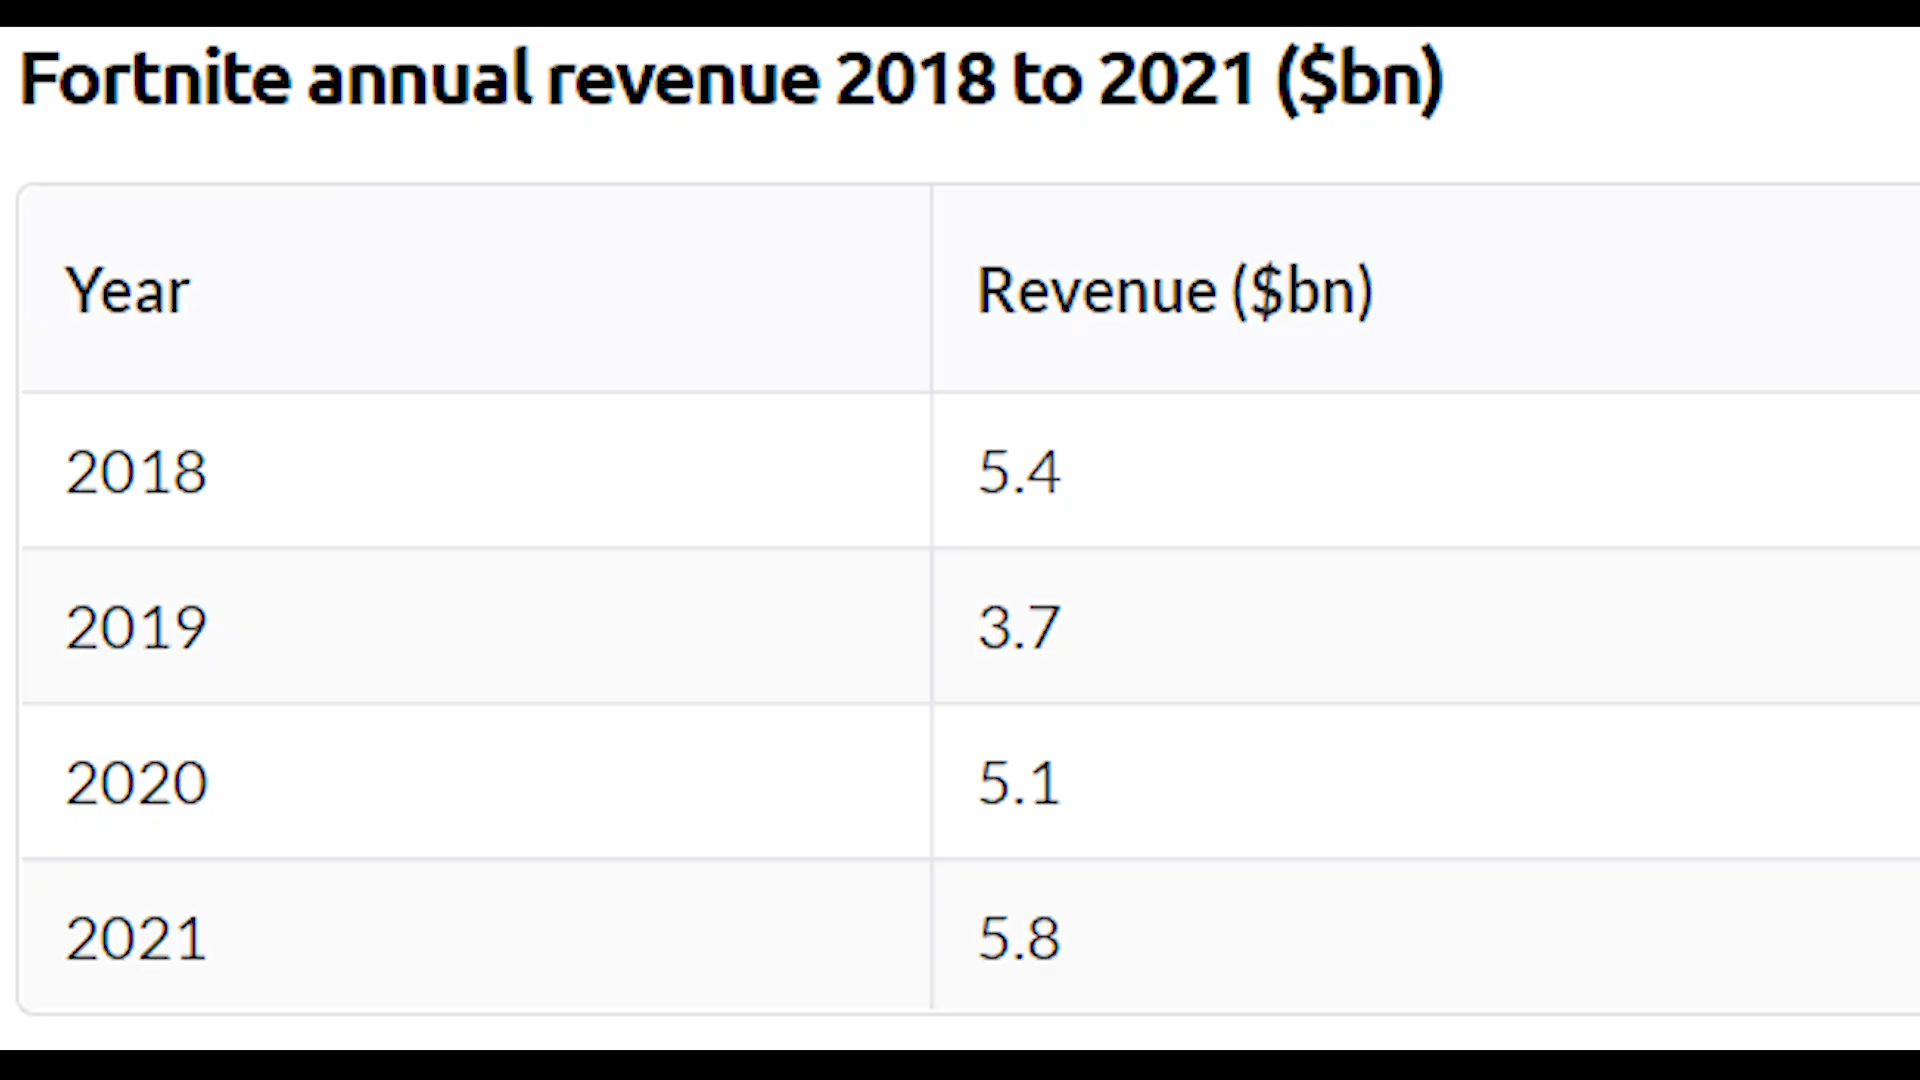 Fortnite annual revenue 2018 to 2021 ($bn)
Year Revenue ($bn)
2018 5.4
2019 3.7
2020 5.1
2021 5.8